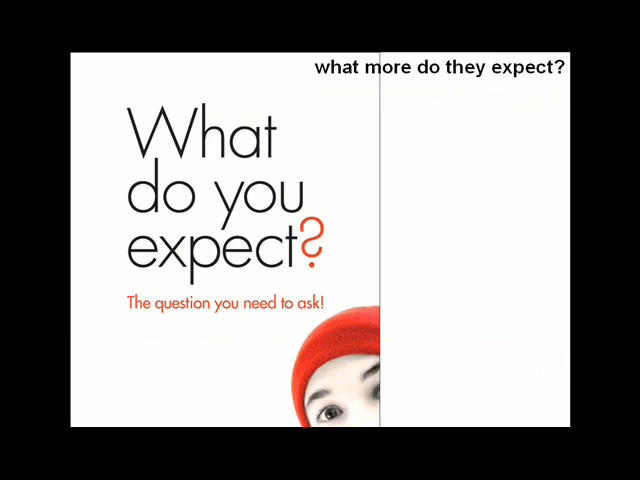 what more do they expect?
What
do you
expect?
The question you need to ask!